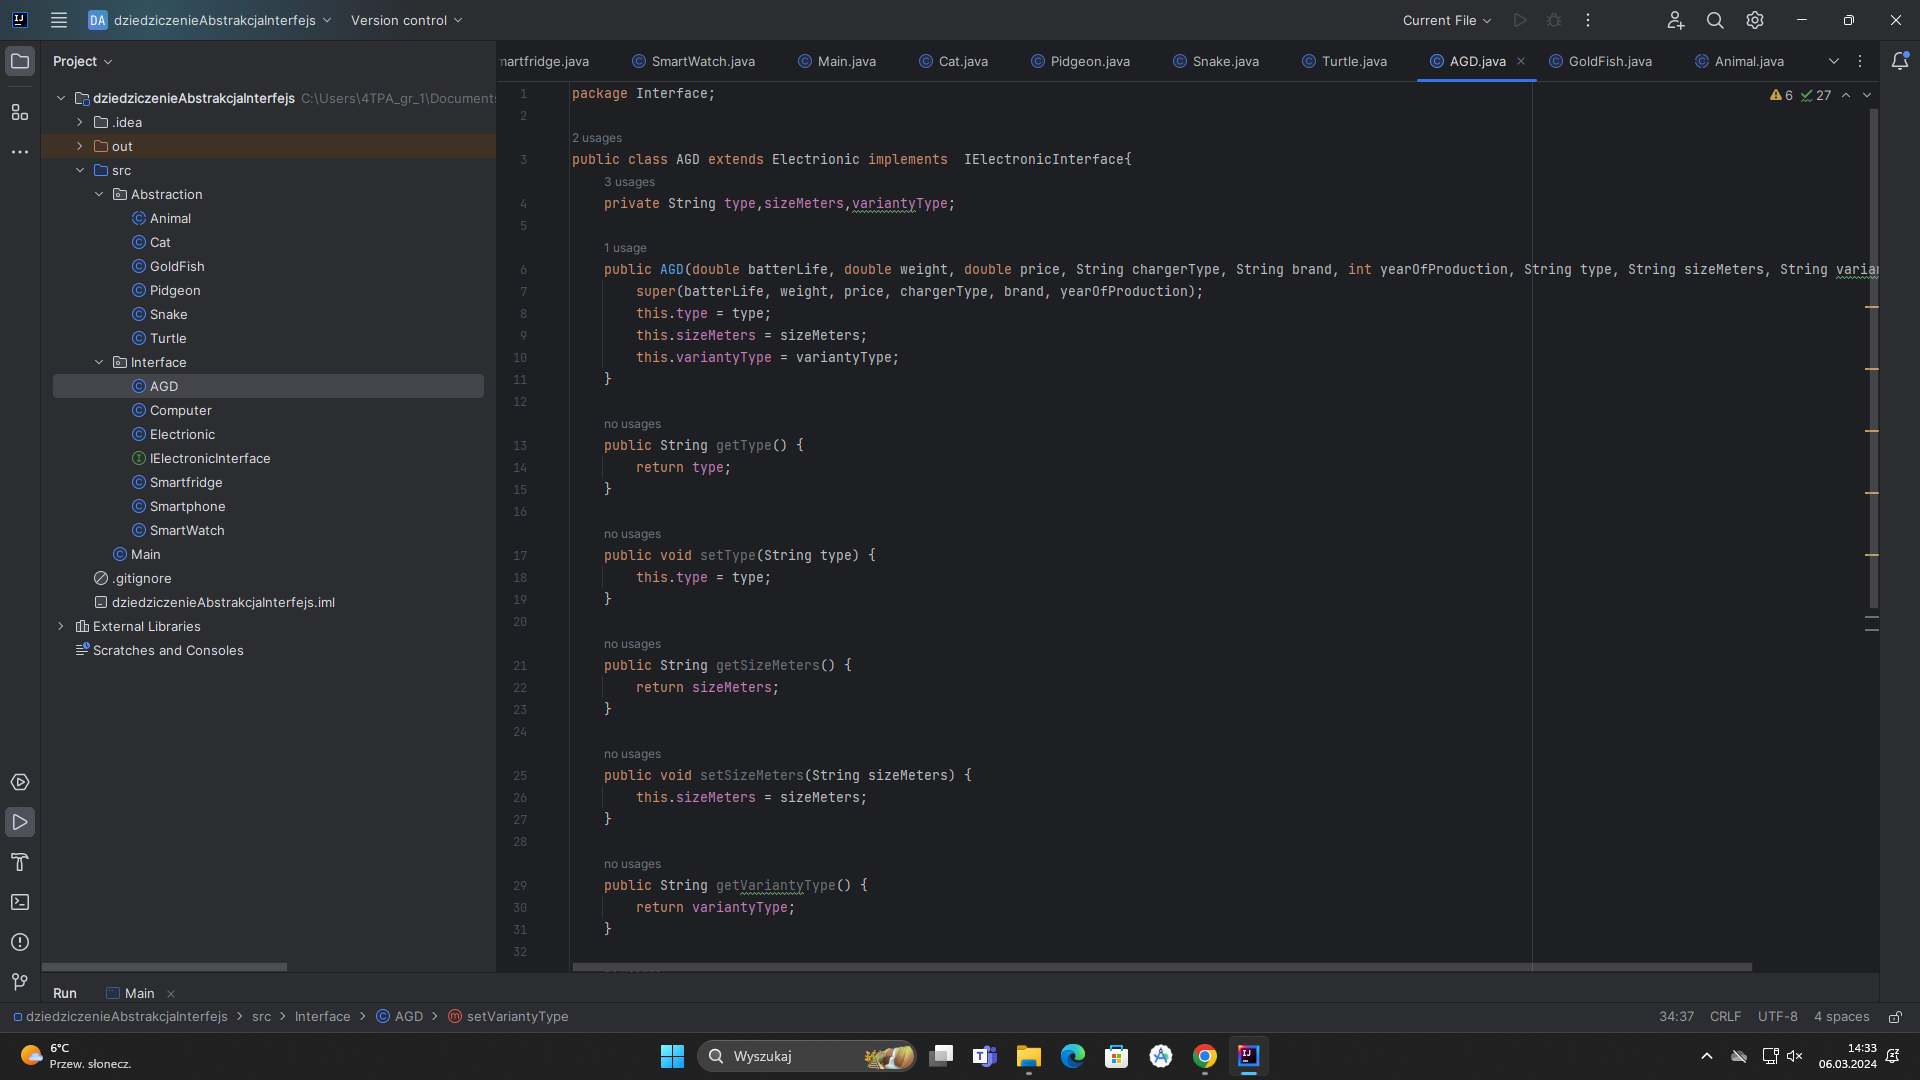 DA dziedziczenieAbstrakcjaInterfejs Version control Current File
Project
martfridge.java SmartWatch.java Main.java Cat.java Pidgeon.java Snake.java Turtle.java AGD.java GoldFish.java Animal.java
dziedziczenieAbstrakcjaInterfejs C:\Users\4TPA_gr_1\Documents
.idea
out
src
Abstraction
Animal
Cat
GoldFish
Pidgeon
Snake
Turtle
Interface
AGD
Computer
Electrionic
IElectronicInterface
Smartfridge
Smartphone
SmartWatch
Main
.gitignore
dziedziczenieAbstrakcjaInterfejs.iml
External Libraries
Scratches and Consoles
6 27
1 package Interface;
2
2 usages
3 public class AGD extends Electrionic implements  IElectronicInterface{
3 usages
4 private String type,sizeMeters,variantyType;
5
1 usage
6 public AGD(double batterLife, double weight, double price, String chargerType, String brand, int yearOfProduction, String type, String sizeMeters, String varian
7 super(batterLife, weight, price, chargerType, brand, yearOfProduction);
8 this.type = type;
9 this.sizeMeters = sizeMeters;
10 this.variantyType = variantyType;
11 }
12
no usages
13 public String getType() {
14 return type;
15 }
16
no usages
17 public void setType(String type) {
18 this.type = type;
19 }
20
no usages
21 public String getSizeMeters() {
22 return sizeMeters;
23 }
24
no usages
25 public void setSizeMeters(String sizeMeters) {
26 this.sizeMeters = sizeMeters;
27 }
28
no usages
29 public String getVariantyType() {
30 return variantyType;
31 }
32
Run Main
dziedziczenieAbstrakcjaInterfejs > src > Interface > AGD > setVariantyType
34:37 CRLF UTF-8 4 spaces
6°C
Przew. słonecz.
Wyszukaj
14:33
06.03.2024